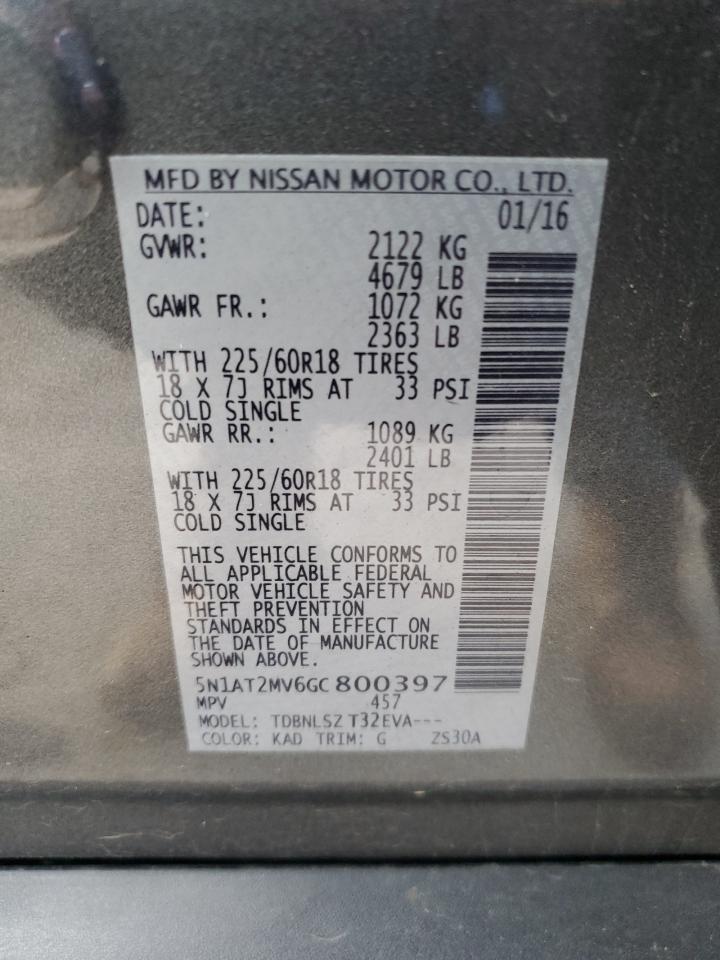 MFD BY NISSAN MOTOR CO., LTD.
DATE: 01/16
GVWR: 2122 KG
4679 LB
GAWR FR.: 1072 KG
2363 LB
WITH 225/60R18 TIRES
18 X 7J RIMS AT 33 PSI
COLD SINGLE
GAWR RR.: 1089 KG
2401 LB
WITH 225/60R18 TIRES
18 X 7J RIMS AT 33 PSI
COLD SINGLE
THIS VEHICLE CONFORMS TO
ALL APPLICABLE FEDERAL
MOTOR VEHICLE SAFETY AND
THEFT PREVENTION
STANDARDS IN EFFECT ON
THE DATE OF MANUFACTURE
SHOWN ABOVE.
5N1AT2MV6GC800397
MPV 457
MODEL: TDBNLSZ T32EVA---
COLOR: KAD TRIM: G ZS30A